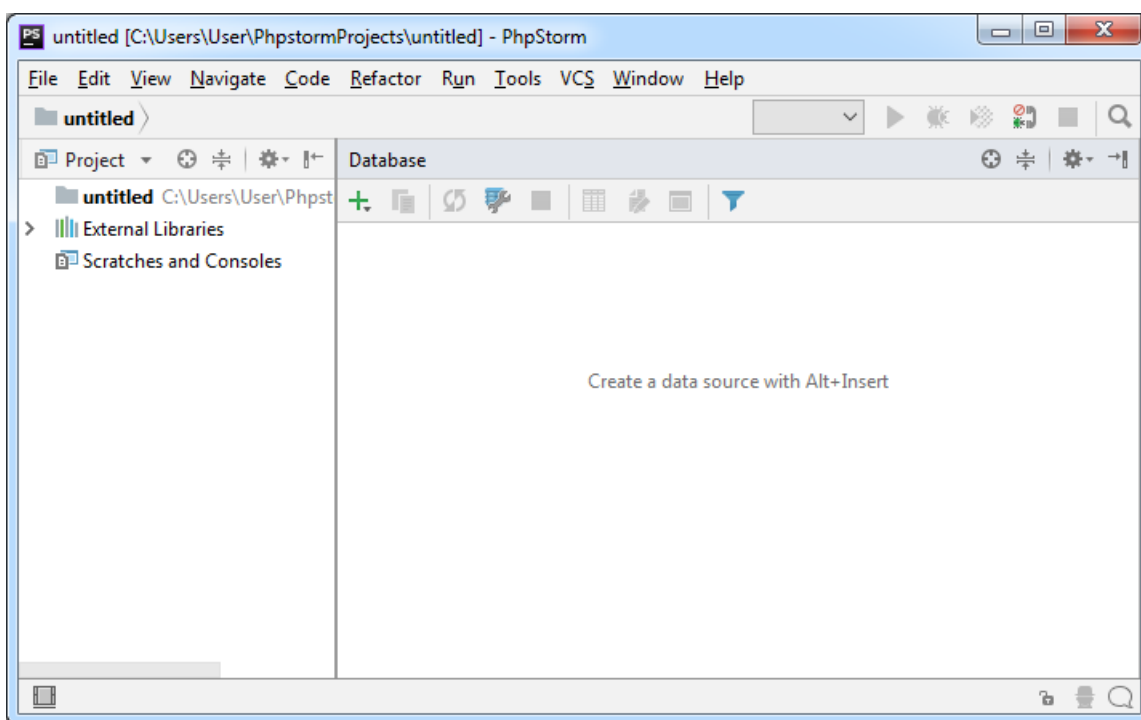 PS untitled [C:\Users\User\PhpstormProjects\untitled] - PhpStorm
File Edit View Navigate Code Refactor Run Tools VCS Window Help
untitled
Project
Database
untitled C:\Users\User\Phpst
External Libraries
Scratches and Consoles
Create a data source with Alt+Insert